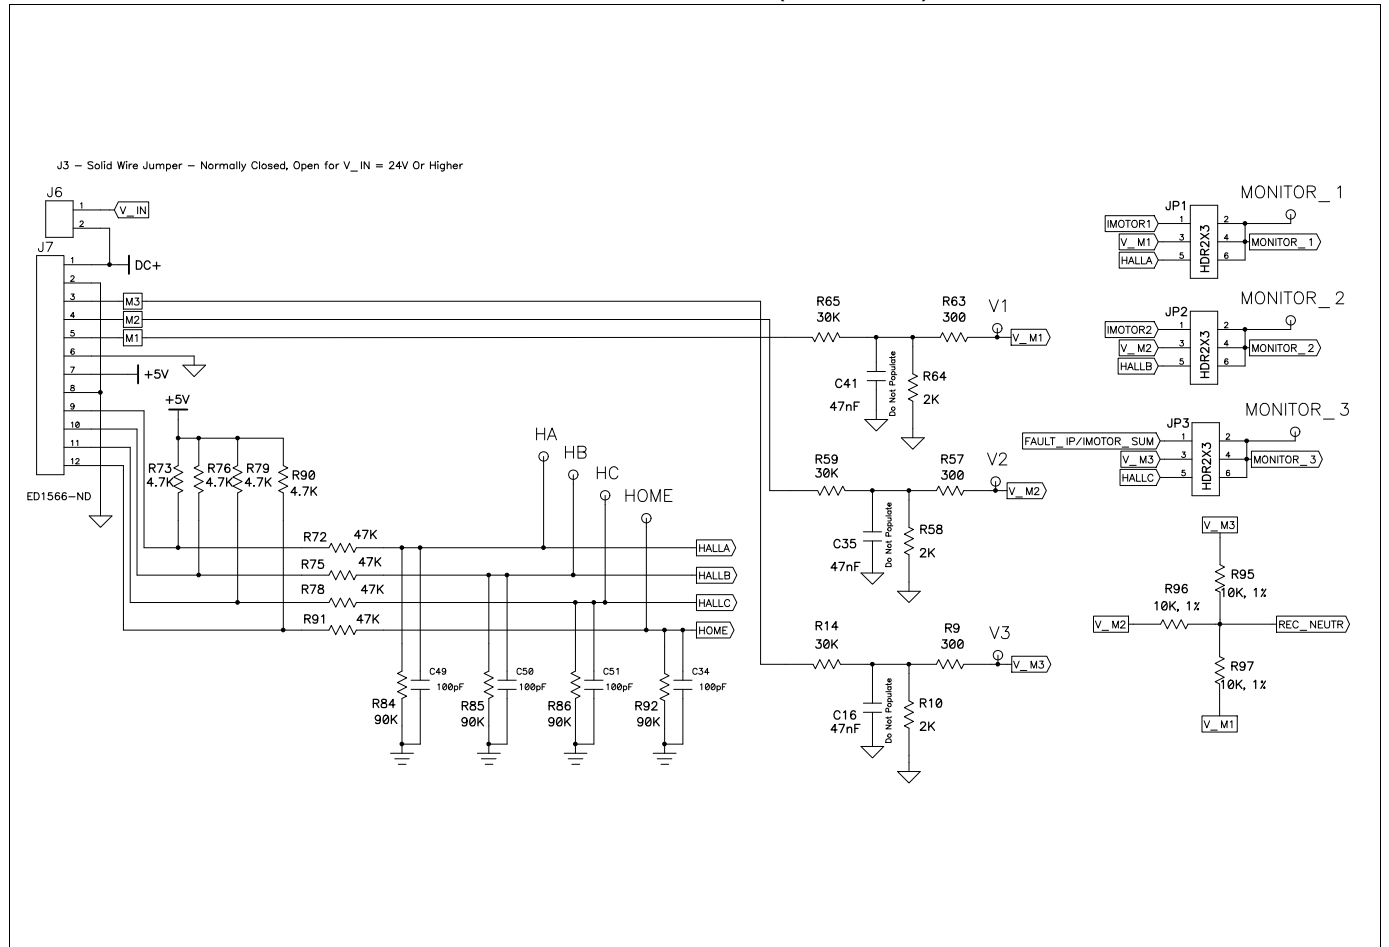 J3 – Solid Wire Jumper – Normally Closed, Open for V_IN = 24V Or Higher
J6
1
V_IN
2
J7
1
DC+
2
3
M3
4
M2
5
M1
6
7
+5V
8
9
10
11
12
ED1566-ND
+5V
R73
4.7K
R76
4.7K
R79
4.7K
R90
4.7K
HA
HB
HC
HOME
R72
47K
HALLA
R75
47K
HALLB
R78
47K
HALLC
R91
47K
HOME
R84
90K
C49
100pF
R85
90K
C50
100pF
R86
90K
C51
100pF
R92
90K
C34
100pF
R65
30K
R63
300
V1
V_M1
C41
47nF
Do Not Populate
R64
2K
R59
30K
R57
300
V2
V_M2
C35
47nF
Do Not Populate
R58
2K
R14
30K
R9
300
V3
V_M3
C16
47nF
Do Not Populate
R10
2K
MONITOR_1
JP1
IMOTOR1
1
2
V_M1
3
4
MONITOR_1
HALLA
5
6
HDR2X3
MONITOR_2
JP2
IMOTOR2
1
2
V_M2
3
4
MONITOR_2
HALLB
5
6
HDR2X3
MONITOR_3
JP3
FAULT_IP/IMOTOR_SUM
1
2
V_M3
3
4
MONITOR_3
HALLC
5
6
HDR2X3
V_M3
R95
10K, 1%
R96
10K, 1%
V_M2
REC_NEUTR
R97
10K, 1%
V_M1